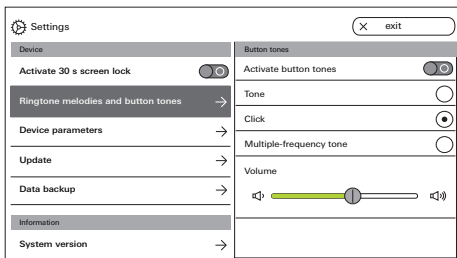 Settings
× exit
Device
Activate 30 s screen lock
Ringtone melodies and button tones
Device parameters
Update
Data backup
Information
System version
Button tones
Activate button tones
Tone
Click
Multiple-frequency tone
Volume